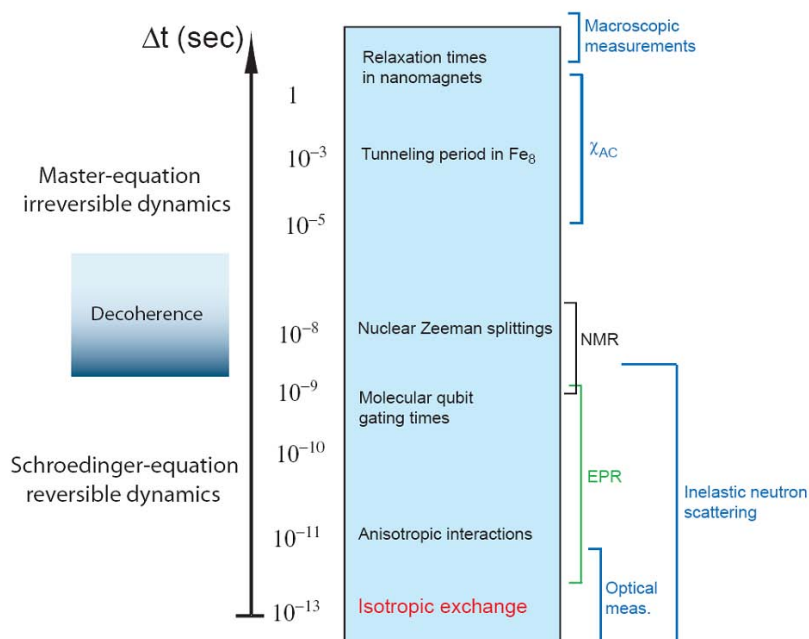 Δt (sec)
1
10⁻³
10⁻⁵
10⁻⁸
10⁻⁹
10⁻¹⁰
10⁻¹¹
10⁻¹³
Master-equation
irreversible dynamics
Decoherence
Schroedinger-equation
reversible dynamics
Relaxation times
in nanomagnets
Tunneling period in Fe₈
Nuclear Zeeman splittings
Molecular qubit
gating times
Anisotropic interactions
Isotropic exchange
Macroscopic
measurements
χAC
NMR
EPR
Inelastic neutron
scattering
Optical
meas.